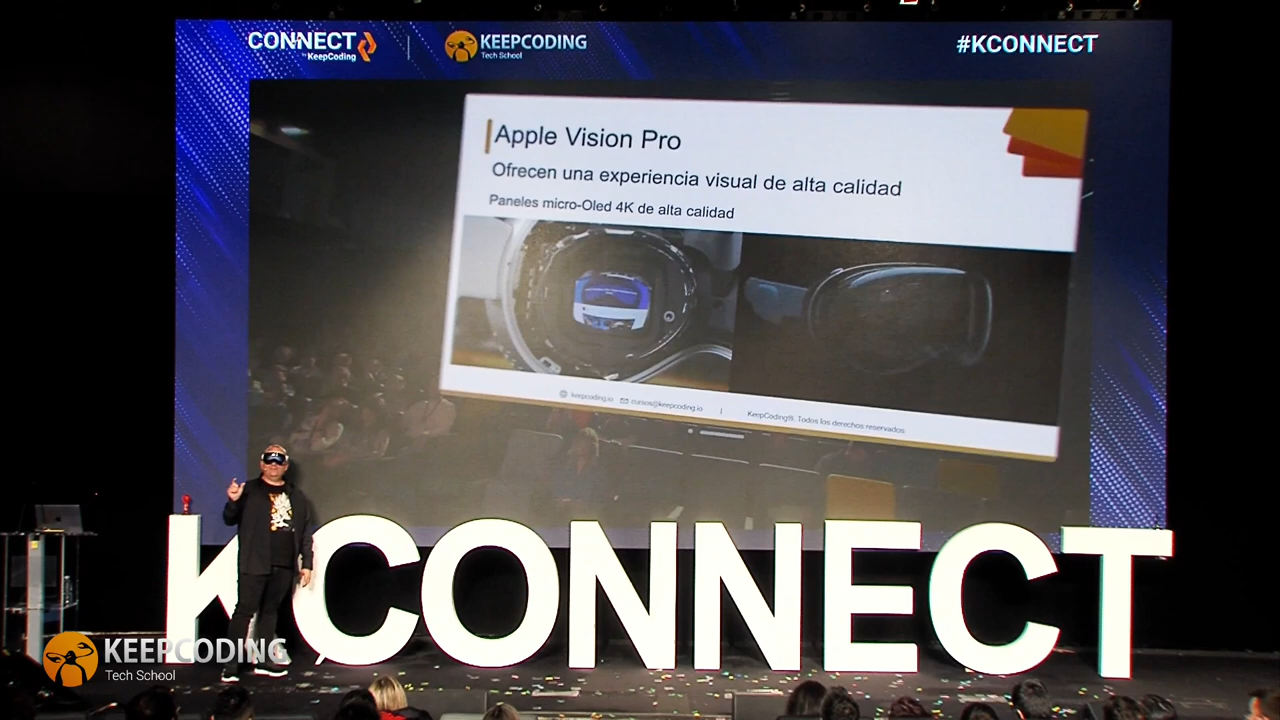 CONNECT
by KeepCoding
KEEPCODING
Tech School
#KCONNECT
Apple Vision Pro
Ofrecen una experiencia visual de alta calidad
Paneles micro-Oled 4K de alta calidad
keepcoding.io
cursos@keepcoding.io
KeepCoding®. Todos los derechos reservados
KCONNECT
KEEPCODING
Tech School